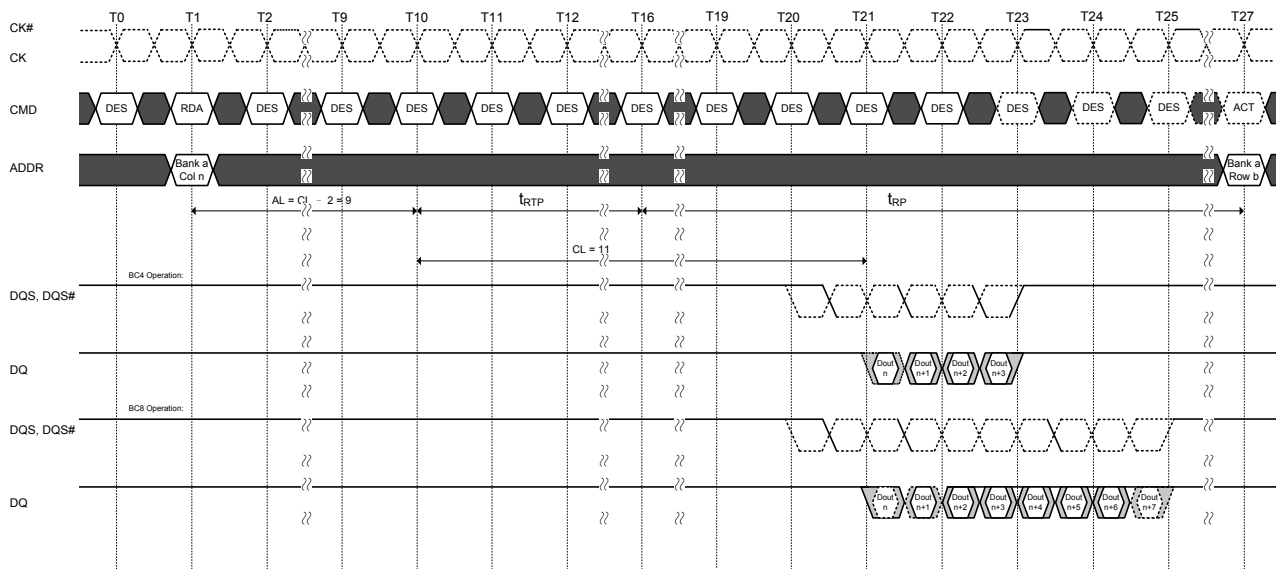 T0 T1 T2 T9 T10 T11 T12 T16 T19 T20 T21 T22 T23 T24 T25 T27
CK#
CK
CMD DES RDA DES DES DES DES DES DES DES DES DES DES DES DES DES ACT
ADDR Bank a Bank a
Col n Row b
AL = CL - 2 = 9 tRTP tRP
CL = 11
BC4 Operation:
DQS, DQS#
DQ Dout Dout Dout Dout
n n+1 n+2 n+3
BC8 Operation:
DQS, DQS#
DQ Dout Dout Dout Dout Dout Dout Dout Dout
n n+1 n+2 n+3 n+4 n+5 n+6 n+7